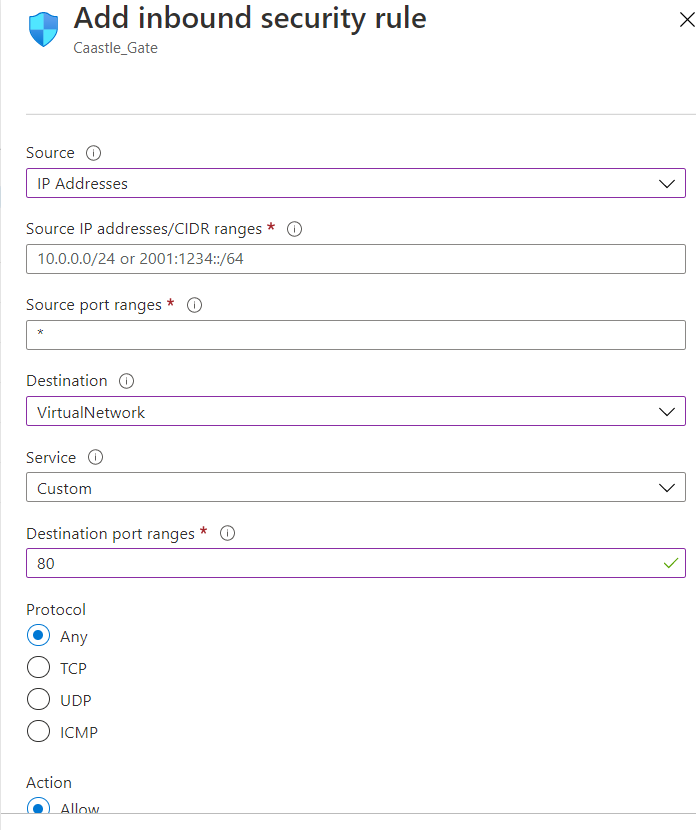 Add inbound security rule
Caastle_Gate
Source
IP Addresses
Source IP addresses/CIDR ranges *
10.0.0.0/24 or 2001:1234::/64
Source port ranges *
*
Destination
VirtualNetwork
Service
Custom
Destination port ranges *
80
Protocol
Any
TCP
UDP
ICMP
Action
Allow